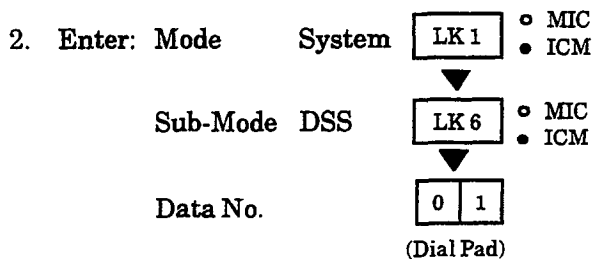 2. Enter: Mode System LK 1 MIC
ICM
Sub-Mode DSS LK 6 MIC
ICM
Data No. 0 1
(Dial Pad)